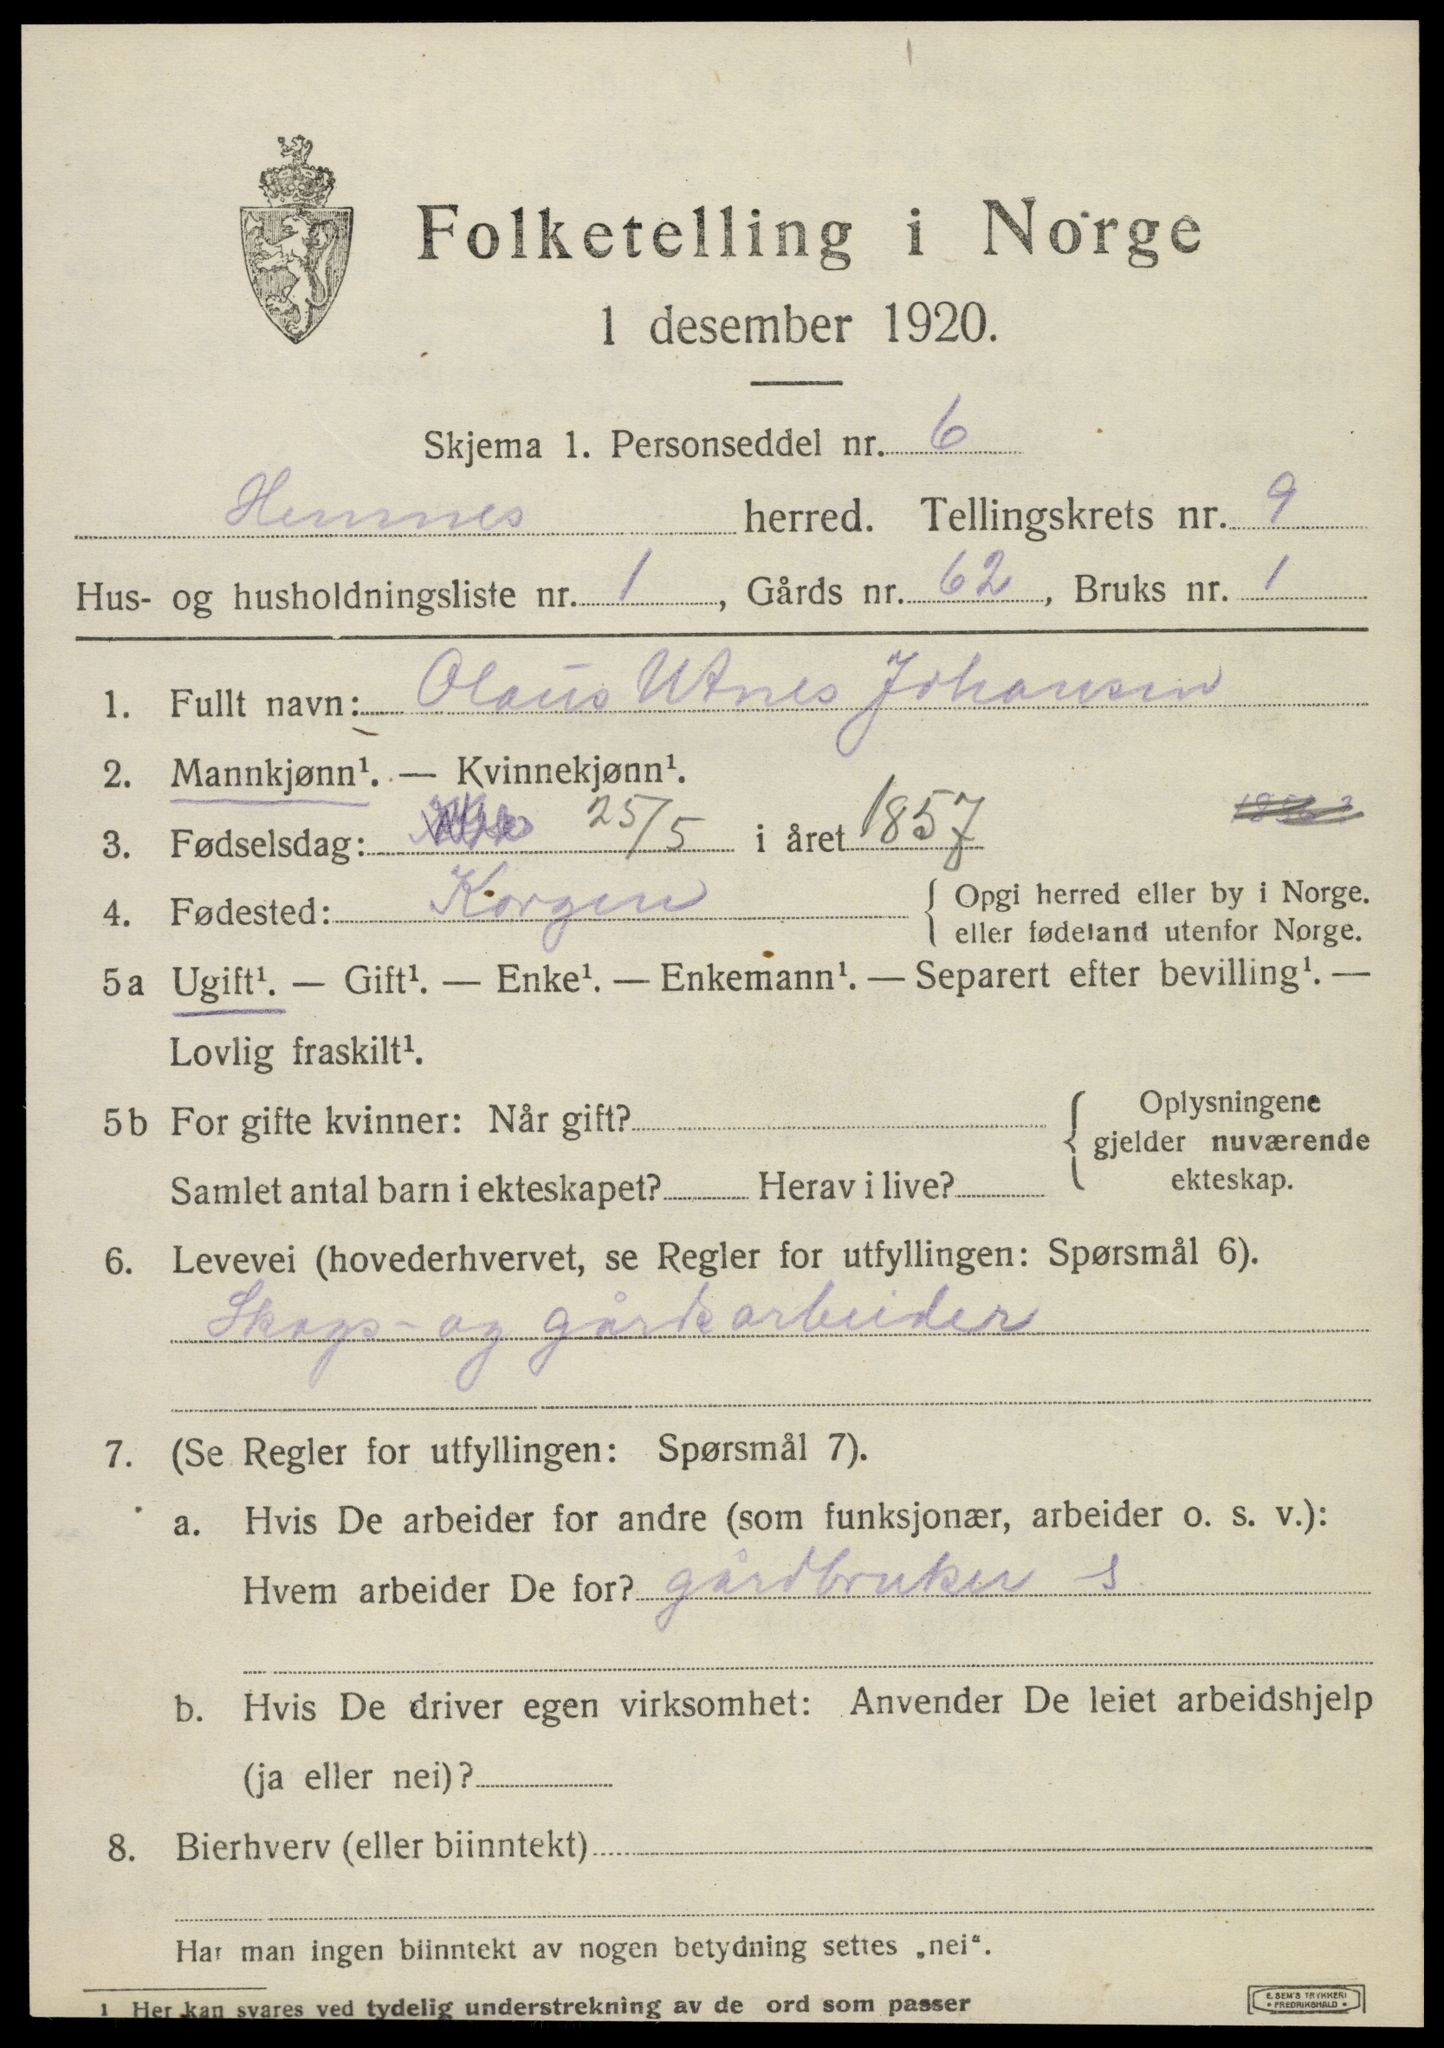 Folketelling i Norge
1 desember 1920.
Skjema 1. Personseddel nr. 6
Hemnes herred. Tellingskrets nr. 9
Hus- og husholdningsliste nr. 1, Gårds nr. 62, Bruks nr. 1
1. Fullt navn: Olaus Utnes Johansen
2. Mannkjønn¹. — Kvinnekjønn¹.
3. Fødselsdag: 25/5 i året 1857
4. Fødested: Korgen { Opgi herred eller by i Norge.
eller fødeland utenfor Norge.
5a Ugift¹. — Gift¹. — Enke¹. — Enkemann¹. — Separert efter bevilling¹. —
Lovlig fraskilt¹.
5b For gifte kvinner: Når gift? { Oplysningene
gjelder nuværende
ekteskap.
Samlet antal barn i ekteskapet? Herav i live?
6. Levevei (hovederhvervet, se Regler for utfyllingen: Spørsmål 6).
Skogs- og gårdsarbeider
7. (Se Regler for utfyllingen: Spørsmål 7).
a. Hvis De arbeider for andre (som funksjonær, arbeider o. s. v.):
Hvem arbeider De for? gårdbruker s
b. Hvis De driver egen virksomhet: Anvender De leiet arbeidshjelp
(ja eller nei)?
8. Bierhverv (eller biinntekt)
Har man ingen biinntekt av nogen betydning settes „nei“.
1 Her kan svares ved tydelig understrekning av de ord som passer
E. SEM'S TRYKKERI
• FREDRIKSHALD •